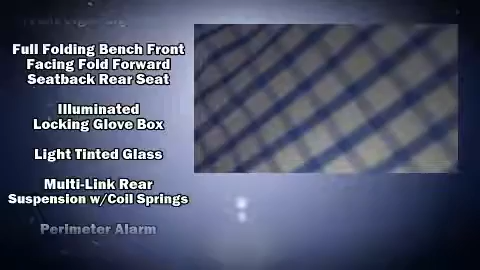 Full Folding Bench Front
Facing Fold Forward
Seatback Rear Seat
Illuminated
Locking Glove Box
Light Tinted Glass
Multi-Link Rear
Suspension w/Coil Springs
Perimeter Alarm